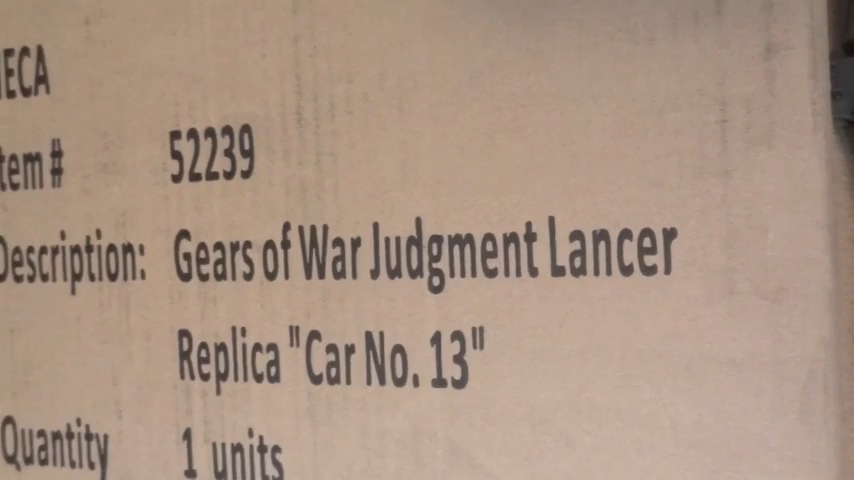 ECA
tem # 52239
Description: Gears of War Judgment Lancer
Replica "Car No. 13"
Quantity 1 units